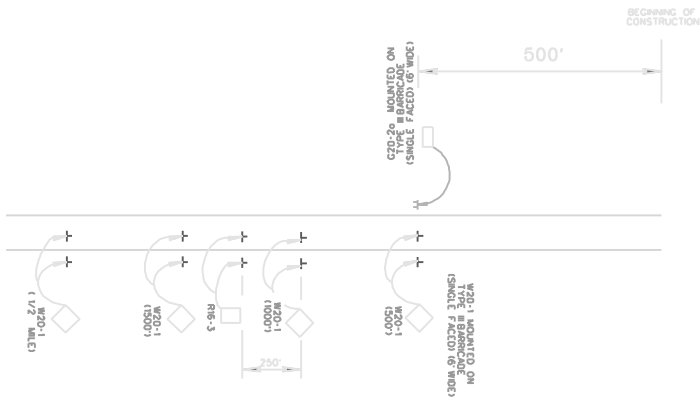 BEGINNING OF
CONSTRUCTION
500'
G20-2a MOUNTED ON
TYPE III BARRICADE
(SINGLE FACED) (6' WIDE)
W20-1
( 1/2 MILE)
W20-1
(1500')
R16-3
W20-1
(1000')
W20-1
(500')
W20-1 MOUNTED ON
TYPE III BARRICADE
(SINGLE FACED) (6' WIDE)
250'